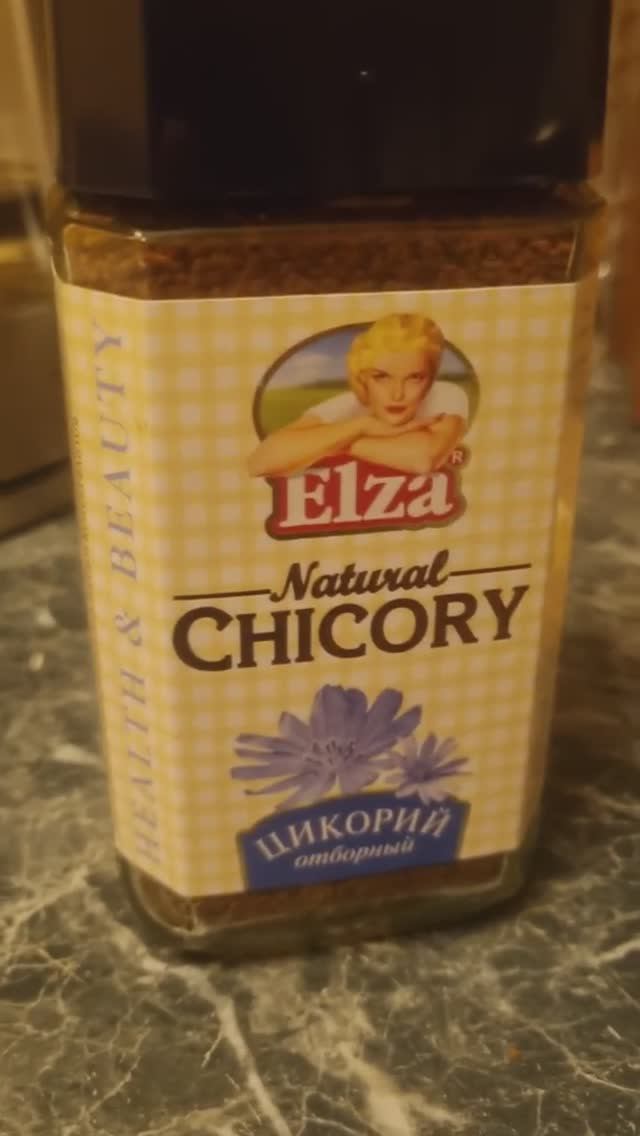 Elza
®
Natural
CHICORY
ЦИКОРИЙ
отборный
HEALTH & BEAUTY